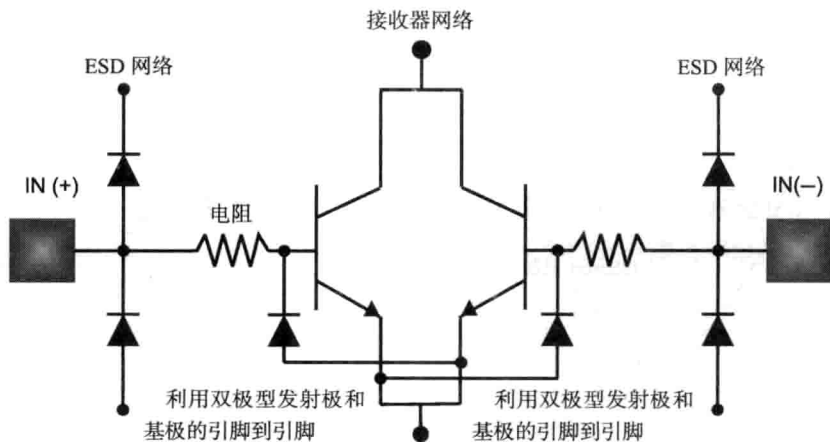 接收器网络
ESD 网络
ESD 网络
IN (+)
IN(—)
电阻
利用双极型发射极和
基极的引脚到引脚
利用双极型发射极和
基极的引脚到引脚